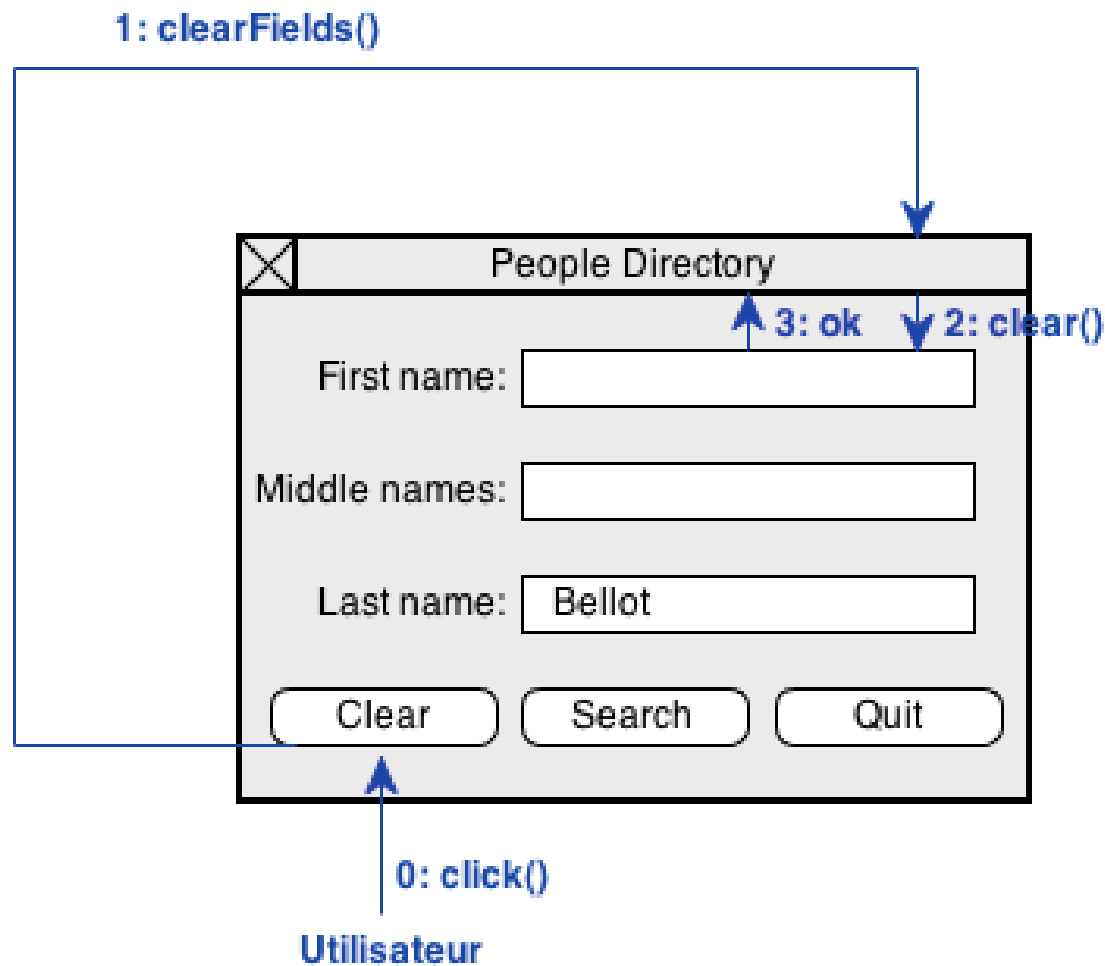 1: clearFields()
People Directory
3: ok
2: clear()
First name:
Middle names:
Last name:
Bellot
Clear
Search
Quit
0: click()
Utilisateur